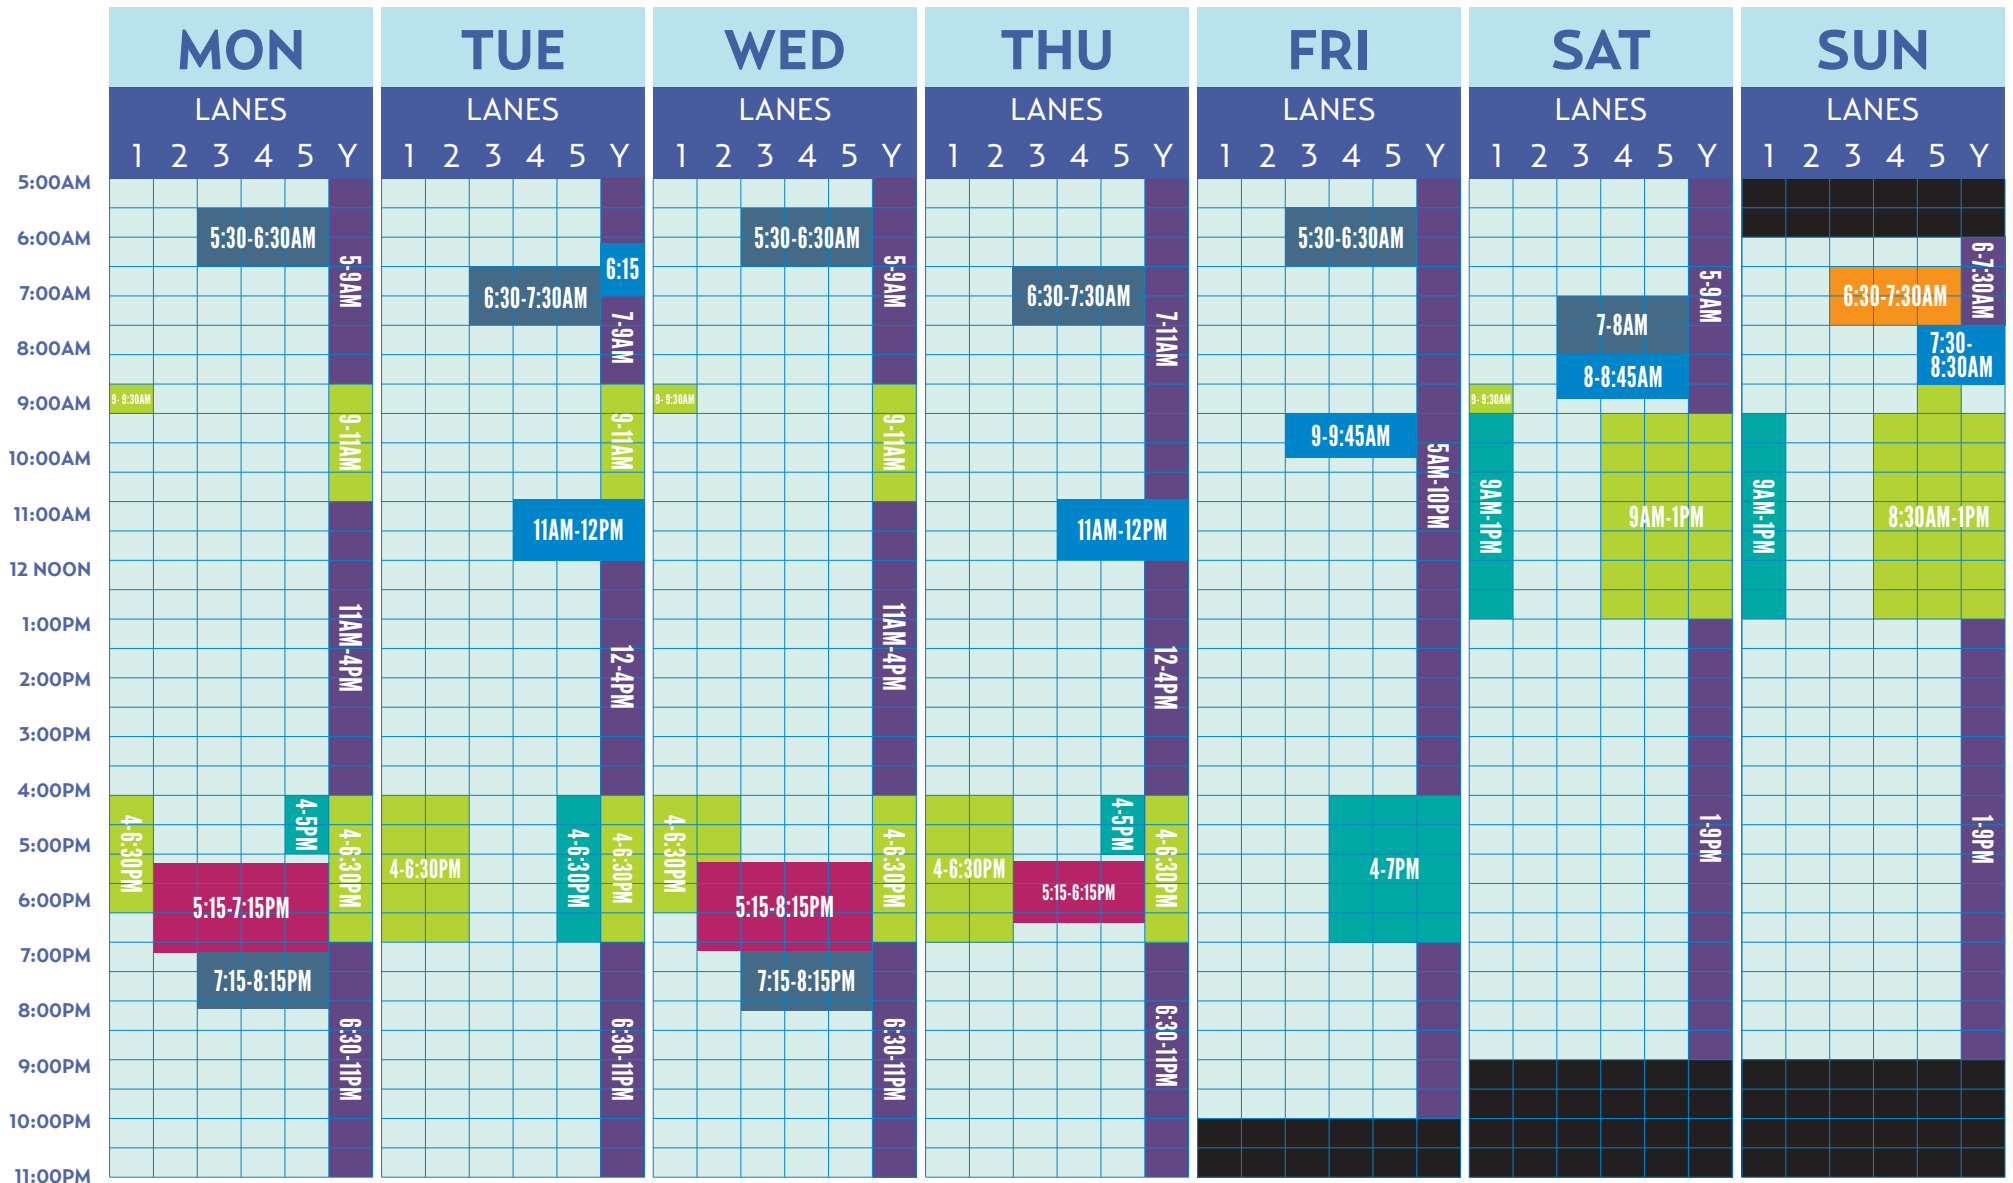 MON TUE WED THU FRI SAT SUN
LANES LANES LANES LANES LANES LANES LANES
1 2 3 4 5 Y 1 2 3 4 5 Y 1 2 3 4 5 Y 1 2 3 4 5 Y 1 2 3 4 5 Y 1 2 3 4 5 Y 1 2 3 4 5 Y
5:00AM
6:00AM
7:00AM
8:00AM
9:00AM
10:00AM
11:00AM
12 NOON
1:00PM
2:00PM
3:00PM
4:00PM
5:00PM
6:00PM
7:00PM
8:00PM
9:00PM
10:00PM
11:00PM
5:30-6:30AM
5-9AM
9- 9:30AM
9-11AM
11AM-4PM
4-6:30PM
4-5PM
4-6:30PM
5:15-7:15PM
7:15-8:15PM
6:30-11PM
6:15
6:30-7:30AM
7-9AM
9-11AM
11AM-12PM
12-4PM
4-6:30PM
4-6:30PM
4-6:30PM
6:30-11PM
5:30-6:30AM
5-9AM
9- 9:30AM
9-11AM
11AM-4PM
4-6:30PM
4-6:30PM
5:15-8:15PM
7:15-8:15PM
6:30-11PM
6:30-7:30AM
7-11AM
11AM-12PM
12-4PM
4-6:30PM
4-5PM
4-6:30PM
5:15-6:15PM
6:30-11PM
5:30-6:30AM
9-9:45AM
5AM-10PM
4-7PM
5-9AM
7-8AM
8-8:45AM
9- 9:30AM
9AM-1PM
9AM-1PM
1-9PM
6-7:30AM
6:30-7:30AM
7:30-
8:30AM
9AM-1PM
8:30AM-1PM
1-9PM